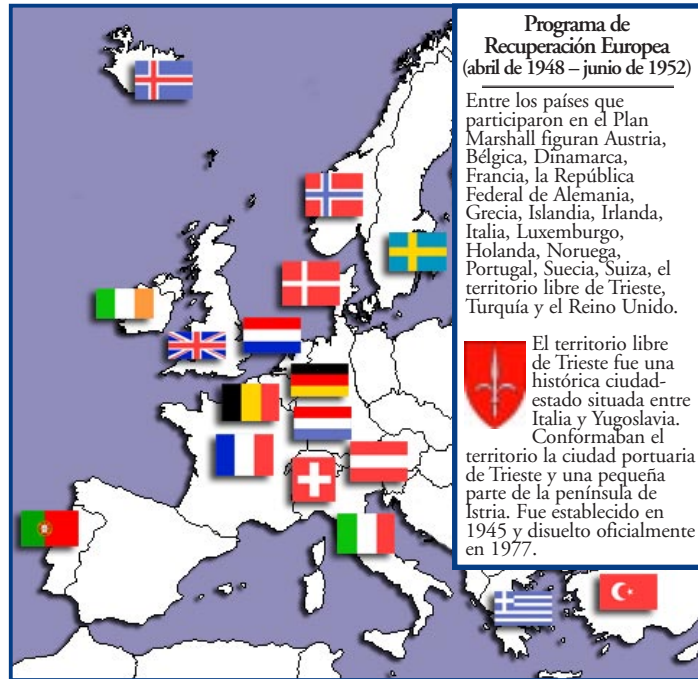 Programa de
Recuperación Europea
(abril de 1948 – junio de 1952)
Entre los países que
participaron en el Plan
Marshall figuran Austria,
Bélgica, Dinamarca,
Francia, la República
Federal de Alemania,
Grecia, Islandia, Irlanda,
Italia, Luxemburgo,
Holanda, Noruega,
Portugal, Suecia, Suiza, el
territorio libre de Trieste,
Turquía y el Reino Unido.
El territorio libre
de Trieste fue una
histórica ciudad-
estado situada entre
Italia y Yugoslavia.
Conformaban el
territorio la ciudad portuaria
de Trieste y una pequeña
parte de la península de
Istria. Fue establecido en
1945 y disuelto oficialmente
en 1977.